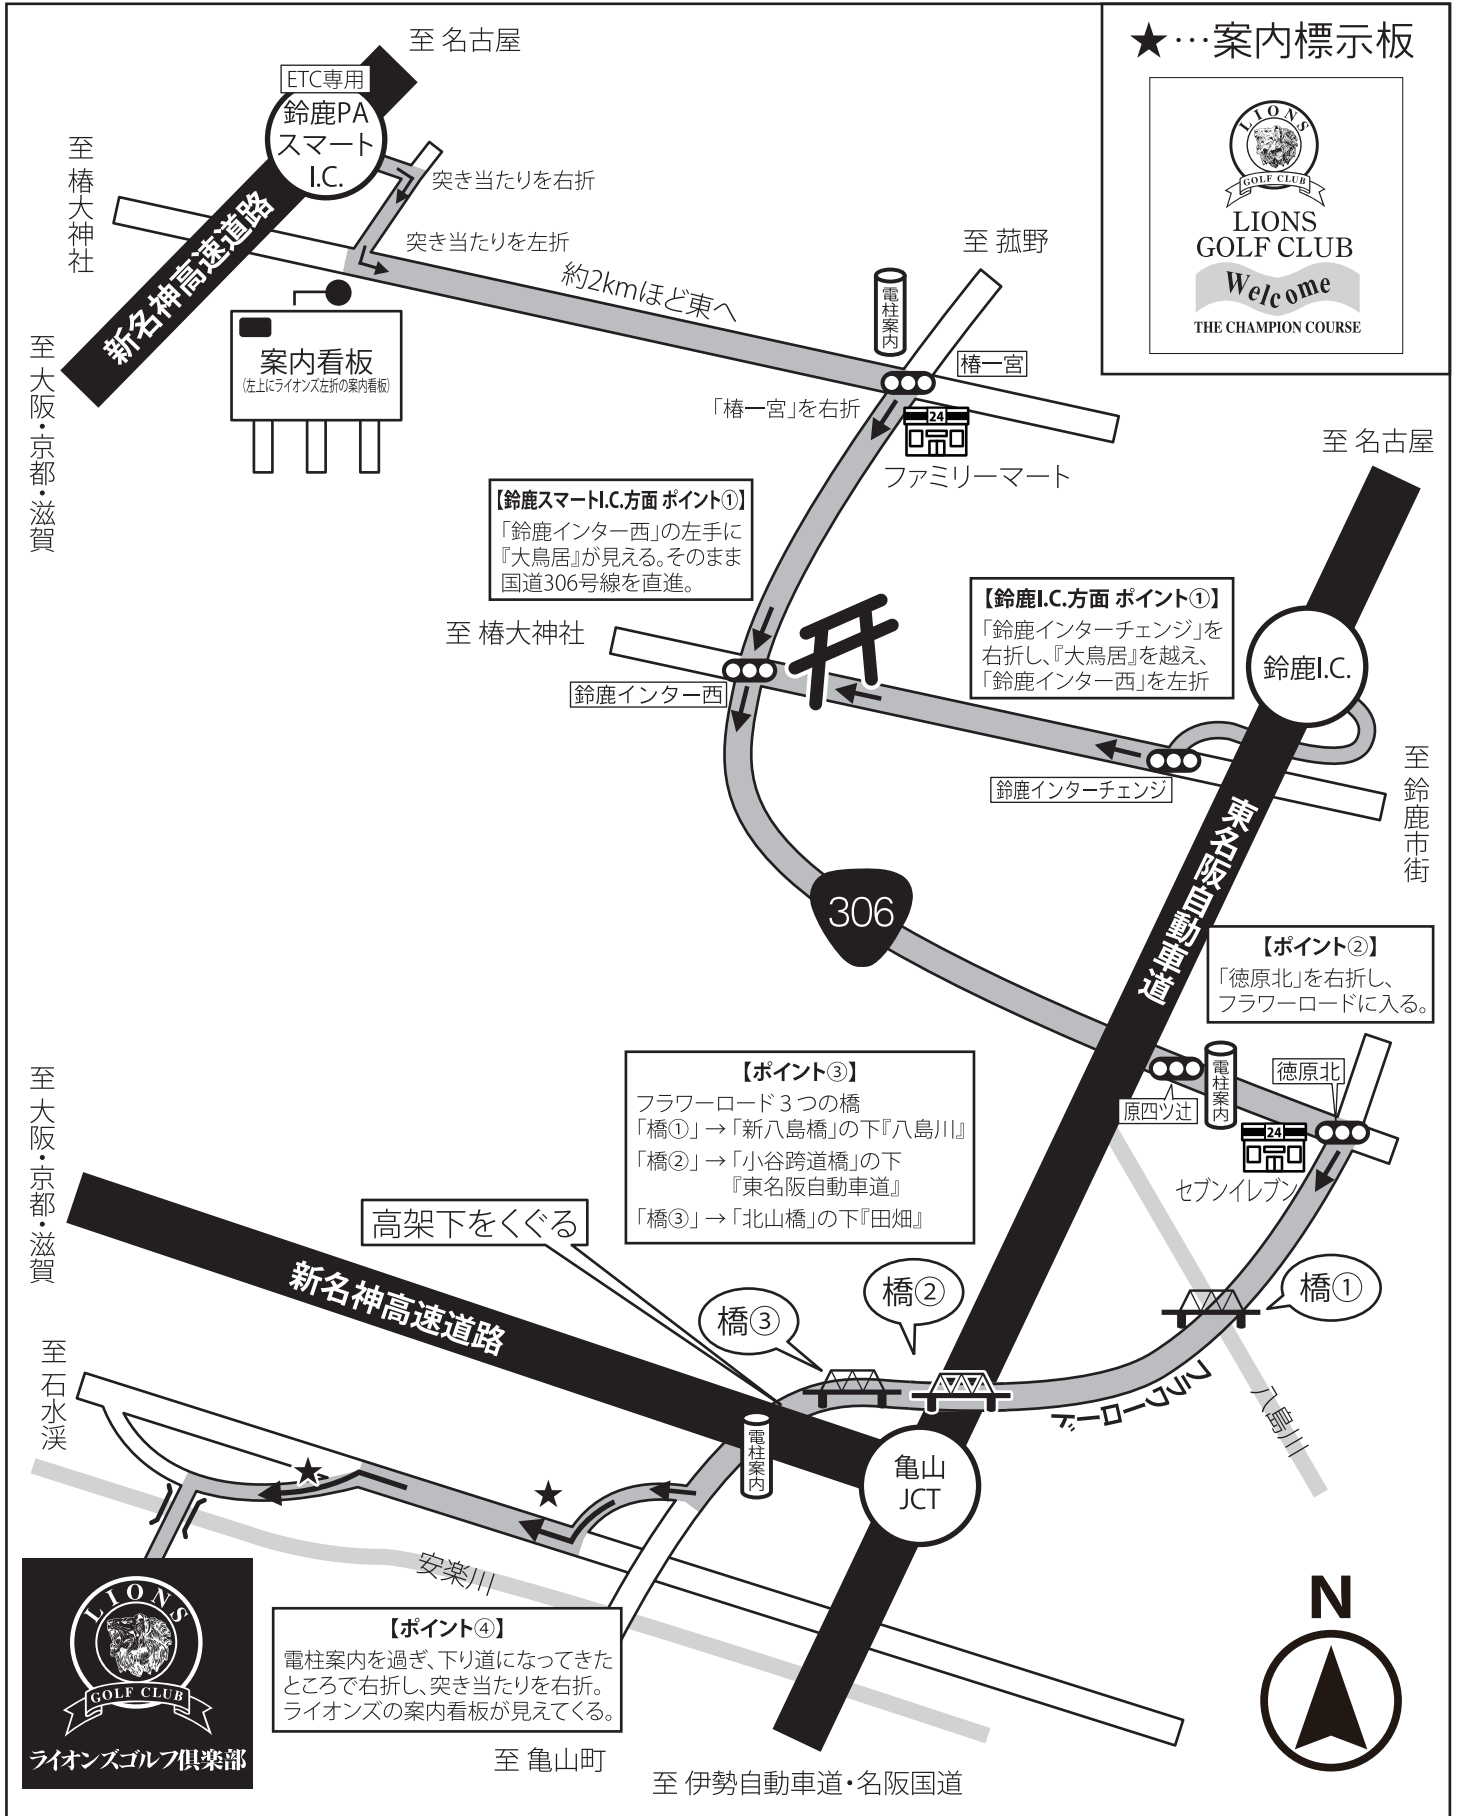 至 名古屋
★…案内標示板
LIONS
GOLF CLUB
LIONS
GOLF CLUB
Welcome
THE CHAMPION COURSE
ETC専用
鈴鹿PA
スマート
I.C.
至 椿大神社
突き当たりを右折
突き当たりを左折
新名神高速道路
約2kmほど東へ
至 菰野
電柱案内
椿一宮
「椿一宮」を右折
24
ファミリーマート
案内看板
(左上にライオンズ左折の案内看板)
至 大阪・京都・滋賀
至 名古屋
【鈴鹿スマートI.C.方面 ポイント①】
「鈴鹿インター西」の左手に
『大鳥居』が見える。そのまま
国道306号線を直進。
【鈴鹿I.C.方面 ポイント①】
「鈴鹿インターチェンジ」を
右折し、『大鳥居』を越え、
「鈴鹿インター西」を左折
至 椿大神社
鈴鹿インター西
鈴鹿I.C.
鈴鹿インターチェンジ
至 鈴鹿市街
東名阪自動車道
306
【ポイント②】
「徳原北」を右折し、
フラワーロードに入る。
【ポイント③】
フラワーロード３つの橋
「橋①」→「新八島橋」の下『八島川』
「橋②」→「小谷跨道橋」の下
『東名阪自動車道』
「橋③」→「北山橋」の下『田畑』
原四ツ辻
電柱案内
徳原北
24
セブンイレブン
至 大阪・京都・滋賀
高架下をくぐる
新名神高速道路
橋③
橋②
橋①
フラワーロード
八島川
至 石水渓
電柱案内
亀山
JCT
★
★
安楽川
【ポイント④】
電柱案内を過ぎ、下り道になってきた
ところで右折し、突き当たりを右折。
ライオンズの案内看板が見えてくる。
LIONS
GOLF CLUB
ライオンズゴルフ倶楽部
N
至 亀山町
至 伊勢自動車道・名阪国道